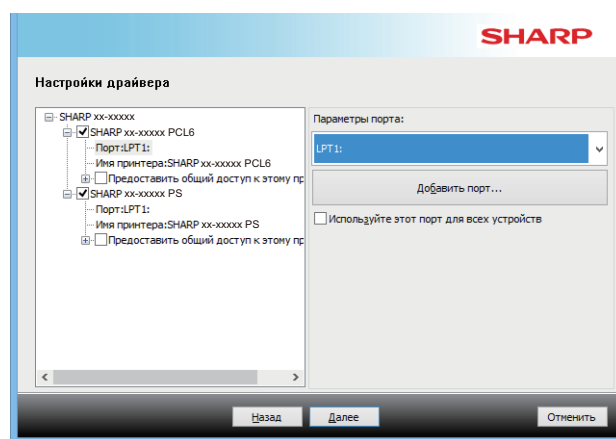 SHARP
Настройки драйвера
SHARP xx-xxxxx
SHARP xx-xxxxx PCL6
Порт:LPT1:
Имя принтера:SHARP xx-xxxxx PCL6
Предоставить общий доступ к этому пр
SHARP xx-xxxxx PS
Порт:LPT1:
Имя принтера:SHARP xx-xxxxx PS
Предоставить общий доступ к этому пр
Параметры порта:
LPT1:
Добавить порт...
Используйте этот порт для всех устройств
Назад
Далее
Отменить